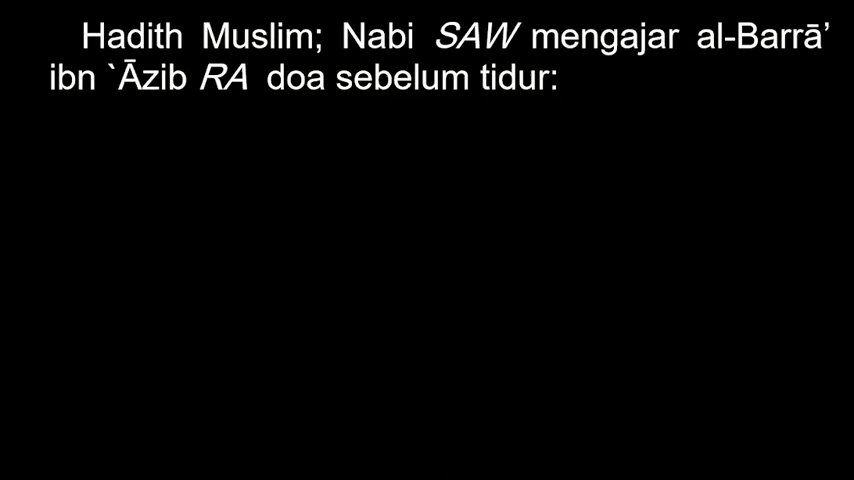 Hadith Muslim; Nabi SAW mengajar al-Barrā’
ibn `Āzib RA doa sebelum tidur: